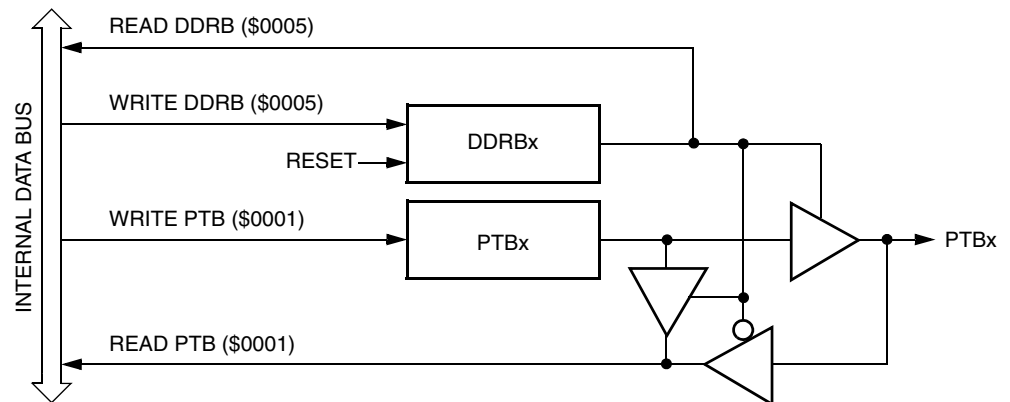 READ DDRB ($0005)
WRITE DDRB ($0005)
DDRBx
RESET
WRITE PTB ($0001)
PTBx
PTBx
READ PTB ($0001)
INTERNAL DATA BUS